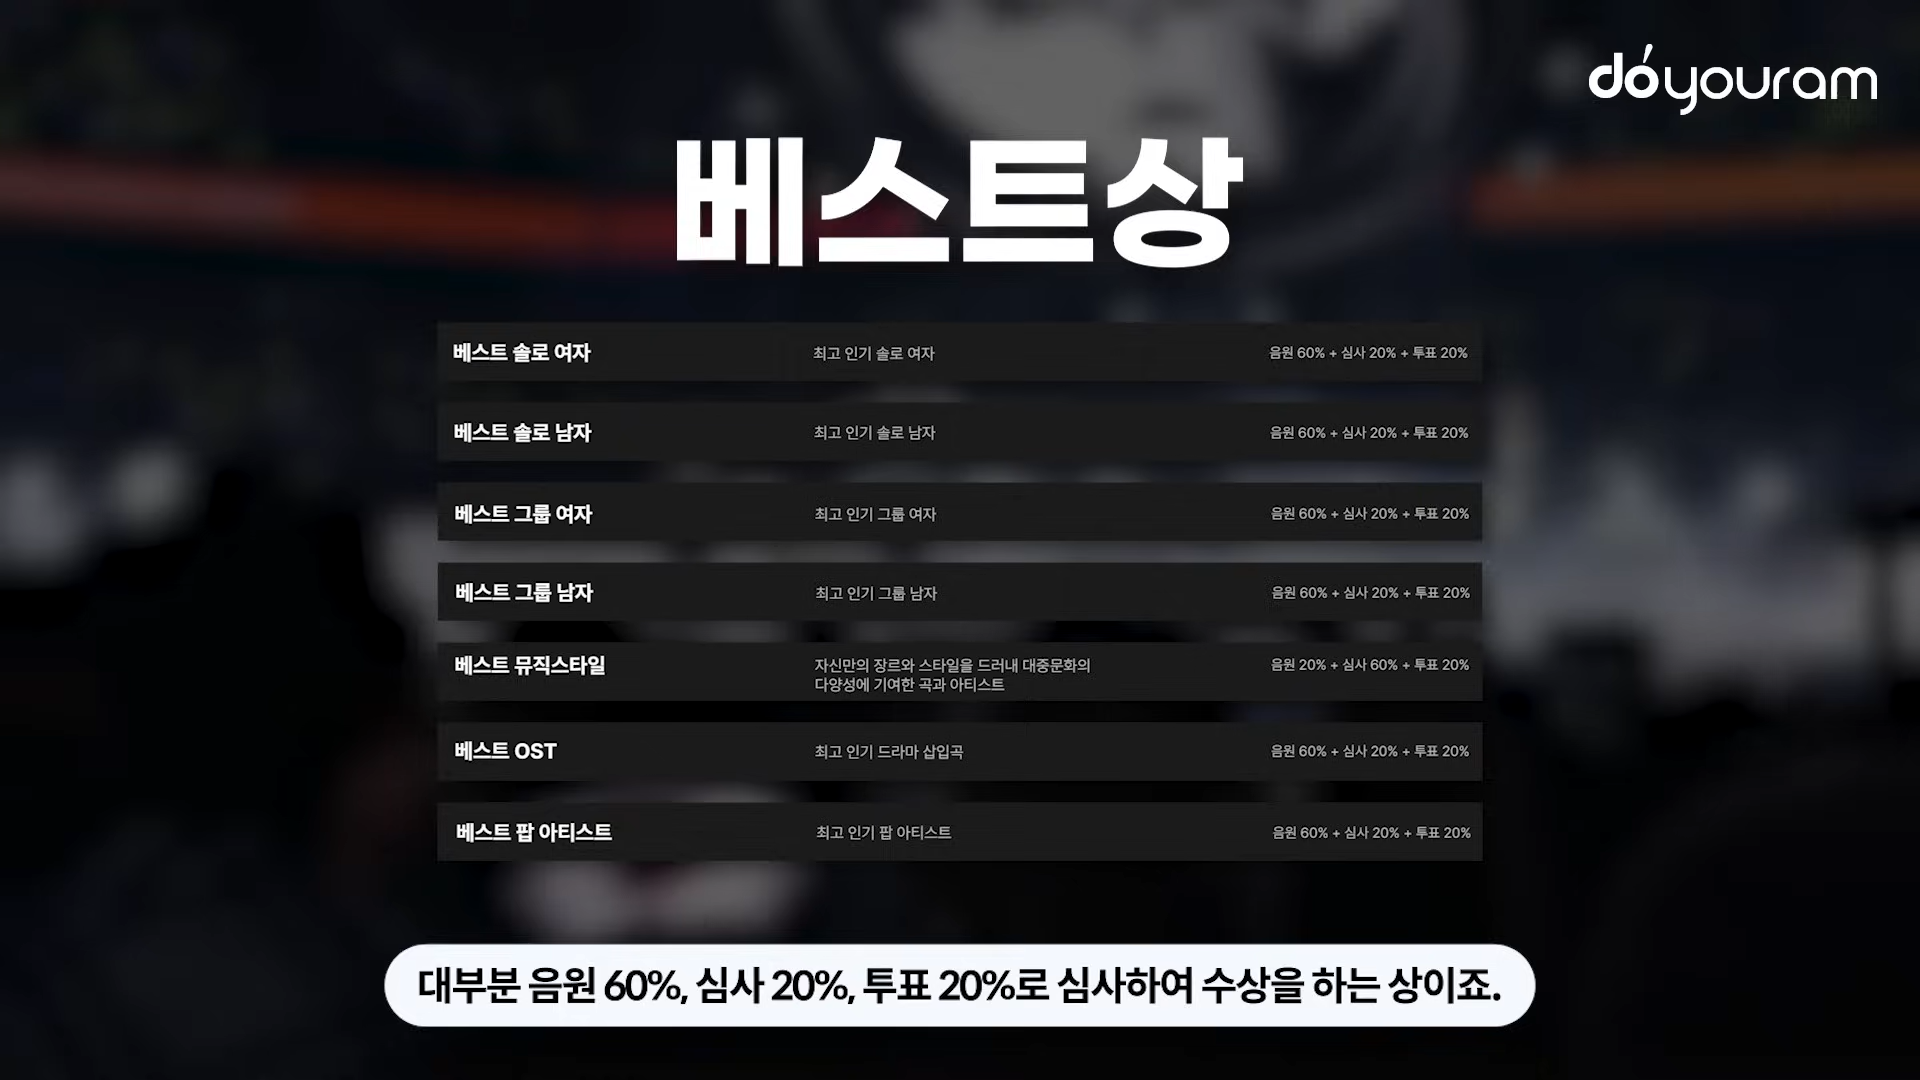 dóyouram
베스트상
베스트 솔로 여자 최고 인기 솔로 여자 음원 60% + 심사 20% + 투표 20%
베스트 솔로 남자 최고 인기 솔로 남자 음원 60% + 심사 20% + 투표 20%
베스트 그룹 여자 최고 인기 그룹 여자 음원 60% + 심사 20% + 투표 20%
베스트 그룹 남자 최고 인기 그룹 남자 음원 60% + 심사 20% + 투표 20%
베스트 뮤직스타일 자신만의 장르와 스타일을 드러내 대중문화의 음원 20% + 심사 60% + 투표 20%
다양성에 기여한 곡과 아티스트
베스트 OST 최고 인기 드라마 삽입곡 음원 60% + 심사 20% + 투표 20%
베스트 팝 아티스트 최고 인기 팝 아티스트 음원 60% + 심사 20% + 투표 20%
대부분 음원 60%, 심사 20%, 투표 20%로 심사하여 수상을 하는 상이죠.